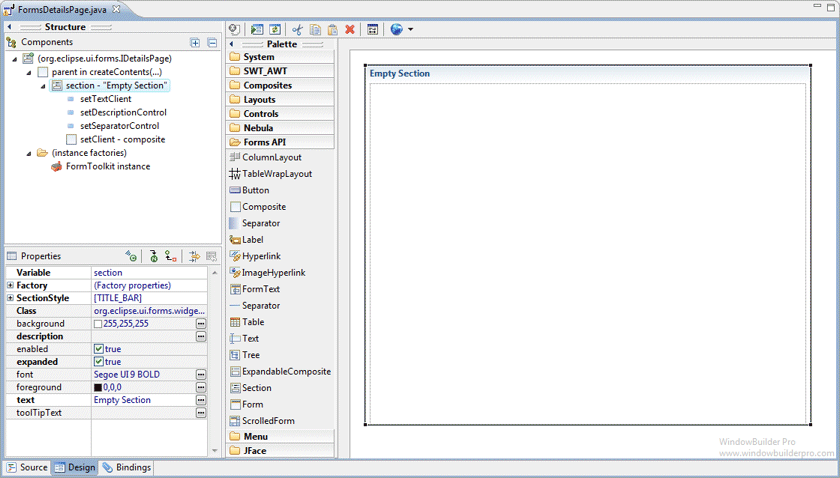 FormsDetailsPage.java
Structure
Components
(org.eclipse.ui.forms.IDetailsPage)
parent in createContents(...)
section - "Empty Section"
setTextClient
setDescriptionControl
setSeparatorControl
setClient - composite
(instance factories)
FormToolkit instance
Properties
Variable section
Factory (Factory properties)
SectionStyle [TITLE_BAR]
Class org.eclipse.ui.forms.widge...
background 255,255,255 ...
description ...
enabled true
expanded true
font Segoe UI 9 BOLD ...
foreground 0,0,0 ...
text Empty Section ...
toolTipText ...
Palette
System
SWT_AWT
Composites
Layouts
Controls
Nebula
Forms API
ColumnLayout
TableWrapLayout
Button
Composite
Separator
Label
Hyperlink
ImageHyperlink
FormText
Separator
Table
Text
Tree
ExpandableComposite
Section
Form
ScrolledForm
Menu
JFace
Empty Section
WindowBuilder Pro
www.windowbuilderpro.com
Source Design Bindings